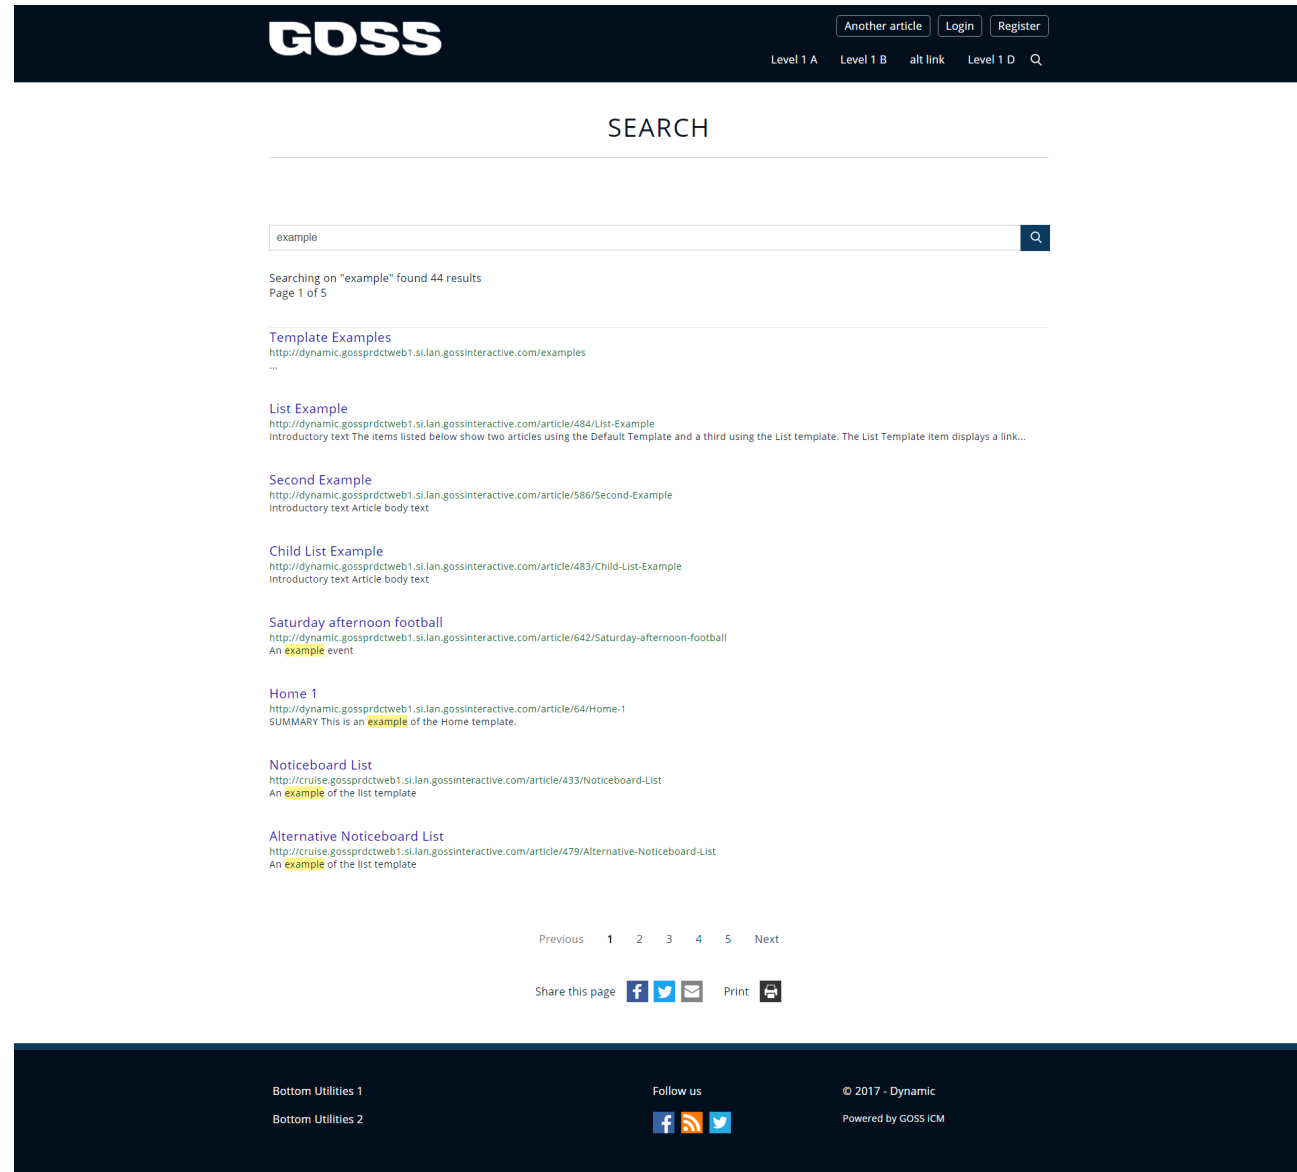 GOSS
Another article Login Register
Level 1 A Level 1 B alt link Level 1 D
SEARCH
example
Searching on "example" found 44 results
Page 1 of 5
Template Examples
http://dynamic.gossprdctweb1.si.lan.gossinteractive.com/examples
...
List Example
http://dynamic.gossprdctweb1.si.lan.gossinteractive.com/article/484/List-Example
Introductory text The items listed below show two articles using the Default Template and a third using the List template. The List Template item displays a link...
Second Example
http://dynamic.gossprdctweb1.si.lan.gossinteractive.com/article/586/Second-Example
Introductory text Article body text
Child List Example
http://dynamic.gossprdctweb1.si.lan.gossinteractive.com/article/483/Child-List-Example
Introductory text Article body text
Saturday afternoon football
http://dynamic.gossprdctweb1.si.lan.gossinteractive.com/article/642/Saturday-afternoon-football
An example event
Home 1
http://dynamic.gossprdctweb1.si.lan.gossinteractive.com/article/64/Home-1
SUMMARY This is an example of the Home template.
Noticeboard List
http://cruise.gossprdctweb1.si.lan.gossinteractive.com/article/433/Noticeboard-List
An example of the list template
Alternative Noticeboard List
http://cruise.gossprdctweb1.si.lan.gossinteractive.com/article/479/Alternative-Noticeboard-List
An example of the list template
Previous 1 2 3 4 5 Next
Share this page Print
Bottom Utilities 1 Follow us © 2017 - Dynamic
Bottom Utilities 2 Powered by GOSS iCM